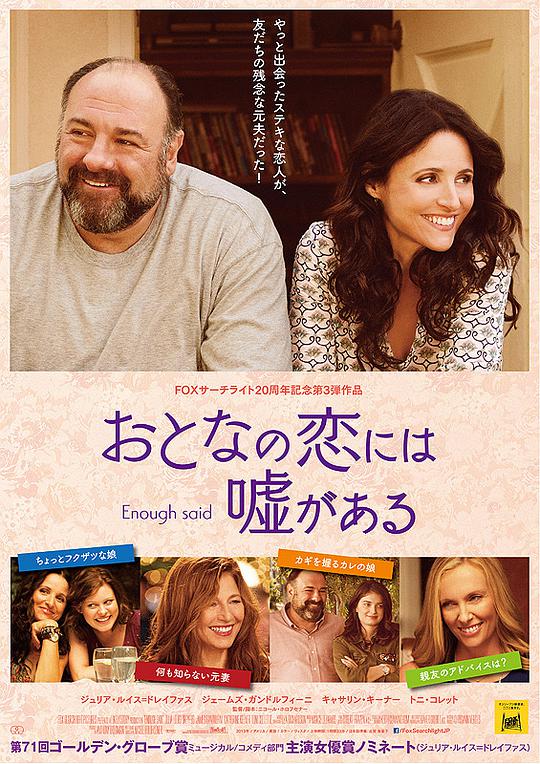 やっと出会ったステキな恋人が、
友だちの残念な元夫だった!
FOXサーチライト20周年記念第3弾作品
おとなの恋には
Enough said 嘘がある
ちょっとフクザツな娘
何も知らない元妻
カギを握るカレの娘
親友のアドバイスは?
ジュリア・ルイス=ドレイファス ジェームズ・ガンドルフィーニ キャサリン・キーナー トニ・コレット
監督/脚本:ニコール・ホロフセナー
FoxSearchlightJP
第71回ゴールデン・グローブ賞ミュージカル/コメディ部門 主演女優賞ノミネート(ジュリア・ルイス=ドレイファス)